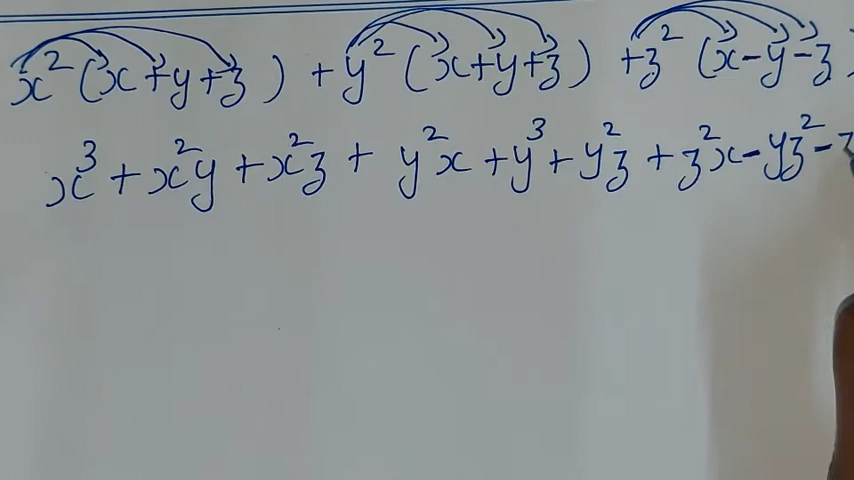 x²(x+y+z) + y²(x+y+z) + z²(x-y-z)
x³ + x²y + x²z + y²x + y³ + y²z + z²x - yz² -